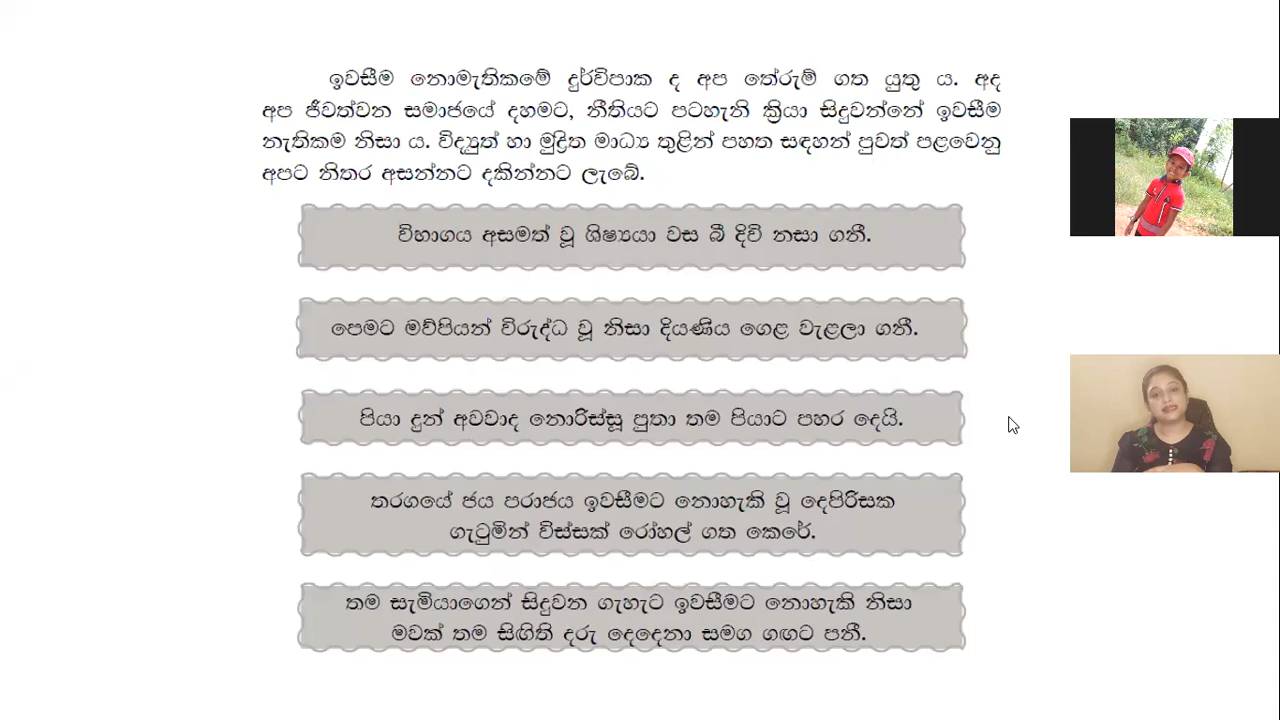 ඉවසීම නොමැතිකමේ දුර්විපාක ද අප තේරුම් ගත යුතු ය. අද
අප ජීවත්වන සමාජයේ දහමට, නීතියට පටහැනි ක්‍රියා සිදුවන්නේ ඉවසීම
නැතිකම නිසා ය. විද්‍යුත් හා මුද්‍රිත මාධ්‍ය තුළින් පහත සඳහන් පුවත් පළවෙනු
අපට නිතර අසන්නට දකින්නට ලැබේ.
විභාගය අසමත් වූ ශිෂ්‍යයා වස බී දිවි නසා ගනී.
පෙමට මව්පියන් විරුද්ධ වූ නිසා දියණිය ගෙළ වැළලා ගනී.
පියා දුන් අවවාද නොරිස්සූ පුතා තම පියාට පහර දෙයි.
තරගයේ ජය පරාජය ඉවසීමට නොහැකි වූ දෙපිරිසක
ගැටුමින් විස්සක් රෝහල් ගත කෙරේ.
තම සැමියාගෙන් සිදුවන ගැහැට ඉවසීමට නොහැකි නිසා
මවක් තම සිඟිති දරු දෙදෙනා සමග ගඟට පනී.